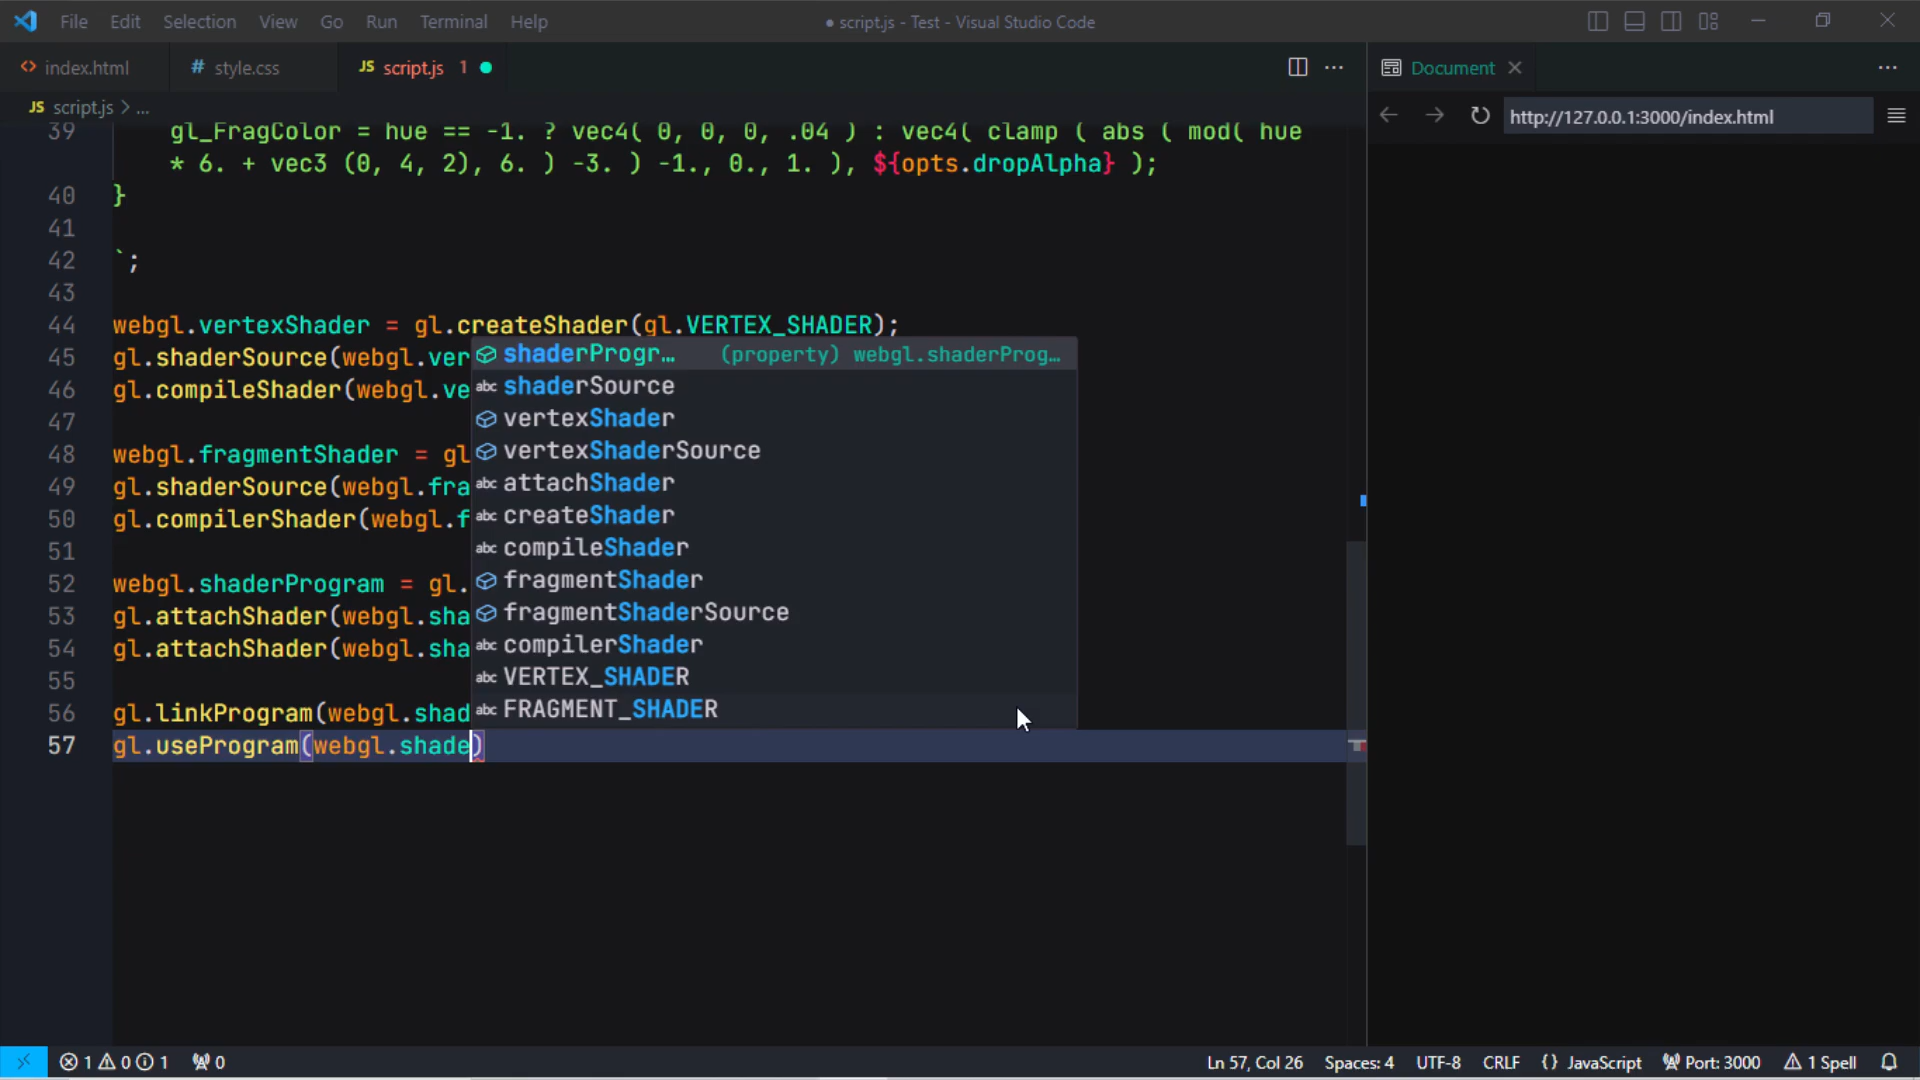 File Edit Selection View Go Run Terminal Help
● script.js - Test - Visual Studio Code
<> index.html
# style.css
JS script.js 1 ●
Document
JS script.js > ...
http://127.0.0.1:3000/index.html
39 gl_FragColor = hue == -1. ? vec4( 0, 0, 0, .04 ) : vec4( clamp ( abs ( mod( hue
* 6. + vec3 (0, 4, 2), 6. ) -3. ) -1., 0., 1. ), ${opts.dropAlpha} );
40 }
41
42 `;
43
44 webgl.vertexShader = gl.createShader(gl.VERTEX_SHADER);
45 gl.shaderSource(webgl.ver
46 gl.compileShader(webgl.ve
47
48 webgl.fragmentShader = gl
49 gl.shaderSource(webgl.fra
50 gl.compilerShader(webgl.f
51
52 webgl.shaderProgram = gl.
53 gl.attachShader(webgl.sha
54 gl.attachShader(webgl.sha
55
56 gl.linkProgram(webgl.shad
57 gl.useProgram(webgl.shade)
shaderProgr… (property) webgl.shaderProg…
abc shaderSource
vertexShader
vertexShaderSource
abc attachShader
abc createShader
abc compileShader
fragmentShader
fragmentShaderSource
abc compilerShader
abc VERTEX_SHADER
abc FRAGMENT_SHADER
1 0 1 0
Ln 57, Col 26 Spaces: 4 UTF-8 CRLF {} JavaScript Port: 3000 1 Spell